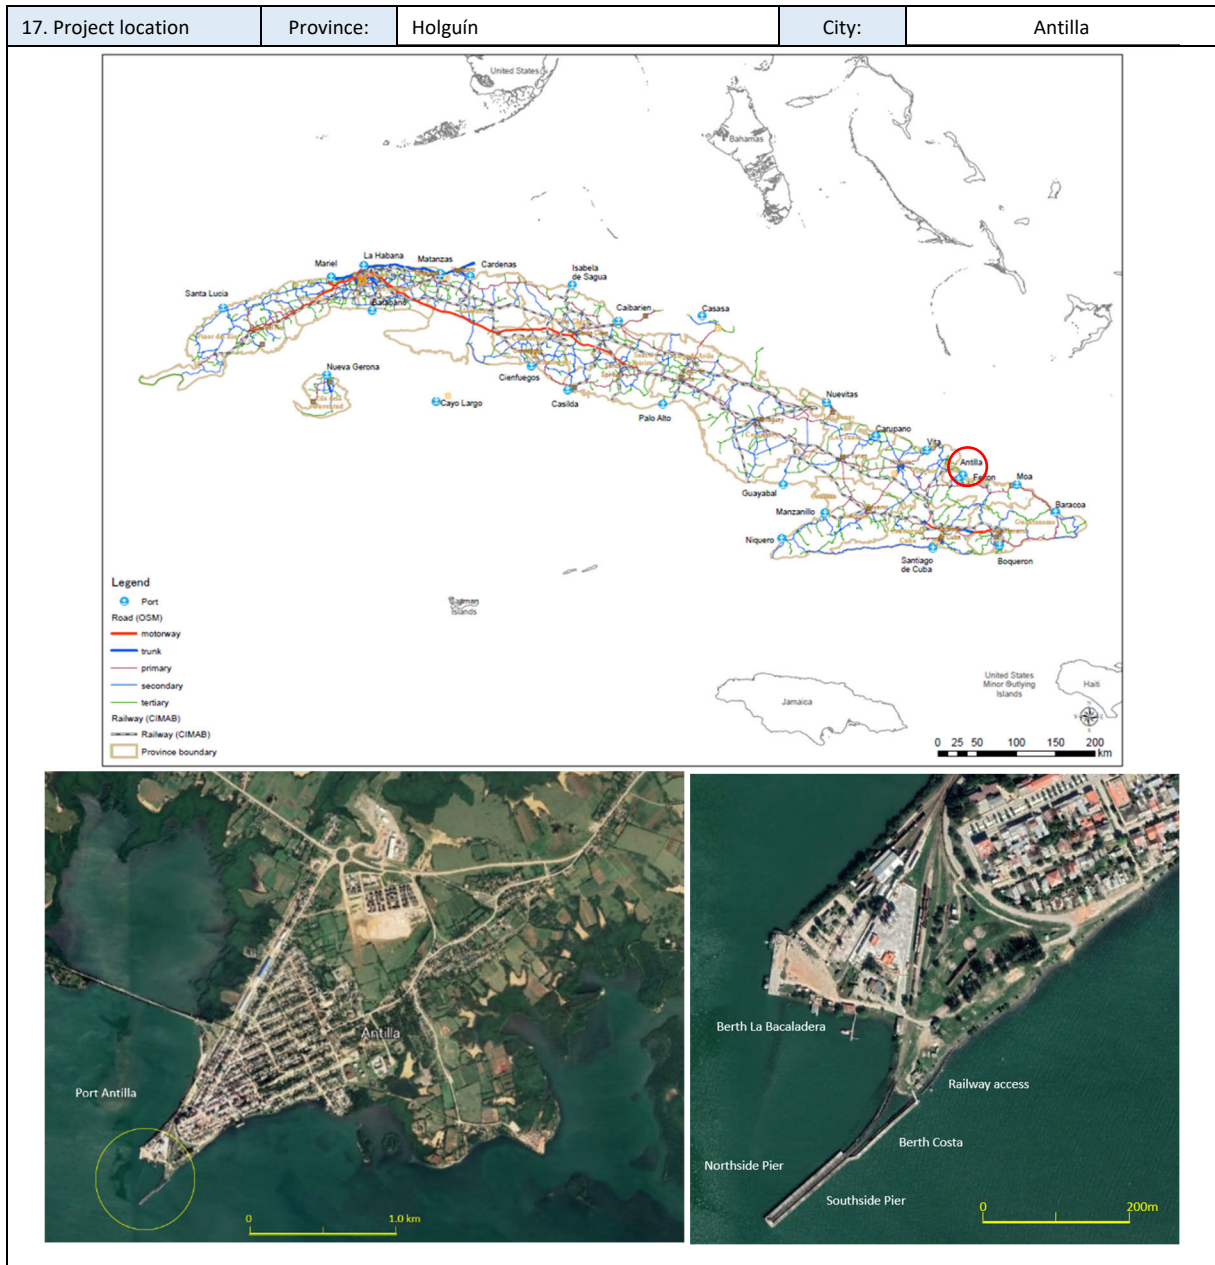 17. Project location
Province:
Holguín
City:
Antilla
United States
Bahamas
La Habana
Mariel
Matanzas
Cardenas
Isabela
de Sagua
Santa Lucia
Batabano
Caibarien
Casasa
Nueva Gerona
Cienfuegos
Cayo Largo
Casilda
Palo Alto
Nuevitas
Carupano
Vita
Antilla
Felton
Moa
Guayabal
Baracoa
Manzanillo
Niquero
Santiago
de Cuba
Boqueron
Cayman
Islands
Jamaica
United States
Minor Outlying
Islands
Haiti
Legend
Port
Road (OSM)
motorway
trunk
primary
secondary
tertiary
Railway (CIMAB)
Railway (CIMAB)
Province boundary
0 25 50 100 150 200
km
Antilla
Port Antilla
0 1.0 km
Berth La Bacaladera
Railway access
Berth Costa
Northside Pier
Southside Pier
0 200m